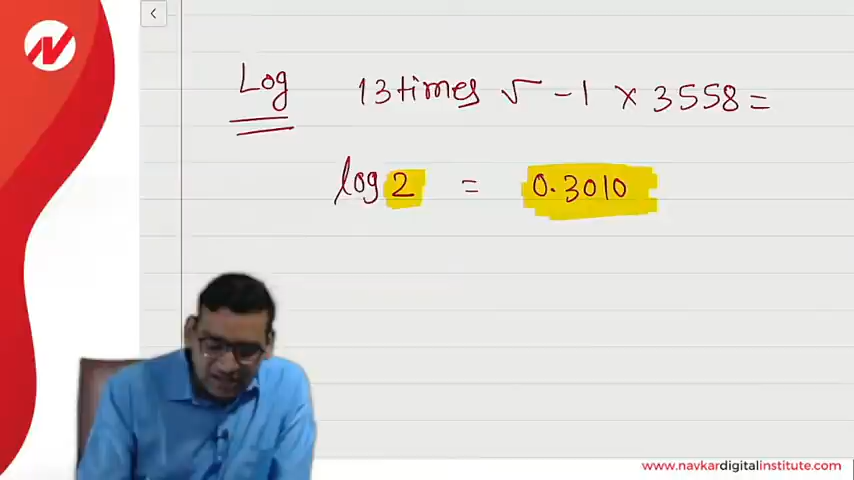 Log 13times √ -1 × 3558 =
log 2 = 0.3010
www.navkardigitalinstitute.com